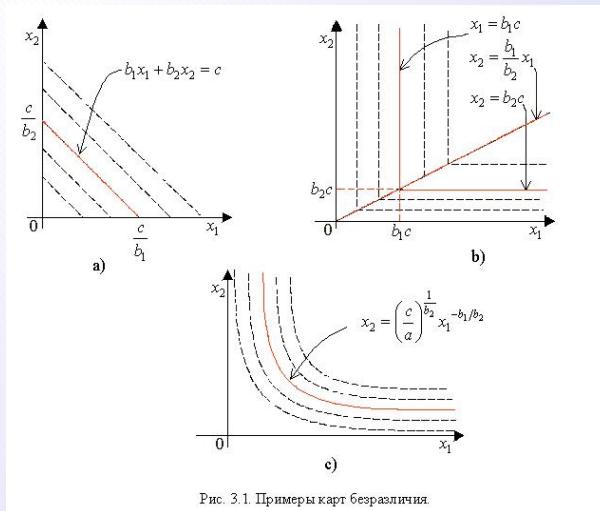 x₂
b₁x₁ + b₂x₂ = c
c/b₂
0
c/b₁
x₁
a)
x₂
x₁ = b₁c
x₂ = b₁/b₂ x₁
x₂ = b₂c
b₂c
0
b₁c
x₁
b)
x₂
x₂ = (c/a)^(1/b₂) x₁^(-b₁/b₂)
0
x₁
c)
Рис. 3.1. Примеры карт безразличия.